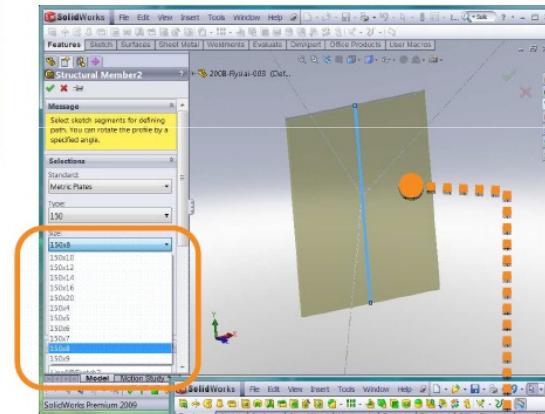 SolidWorks File Edit View Insert Tools Window Help
Features Sketch Surfaces Sheet Metal Weldments Evaluate DimXpert Office Products User Macros
Structural Member2
Message
Select sketch segments for defining
path. You can rotate the profile by a
specified angle.
Selections
Standard:
Metric Plates
Type:
150
Size:
150x8
150x10
150x12
150x14
150x16
150x20
150x4
150x5
150x6
150x7
150x8
150x9
Model Motion Study
SolidWorks Premium 2009
SolidWorks File Edit View Insert Tools Window Help